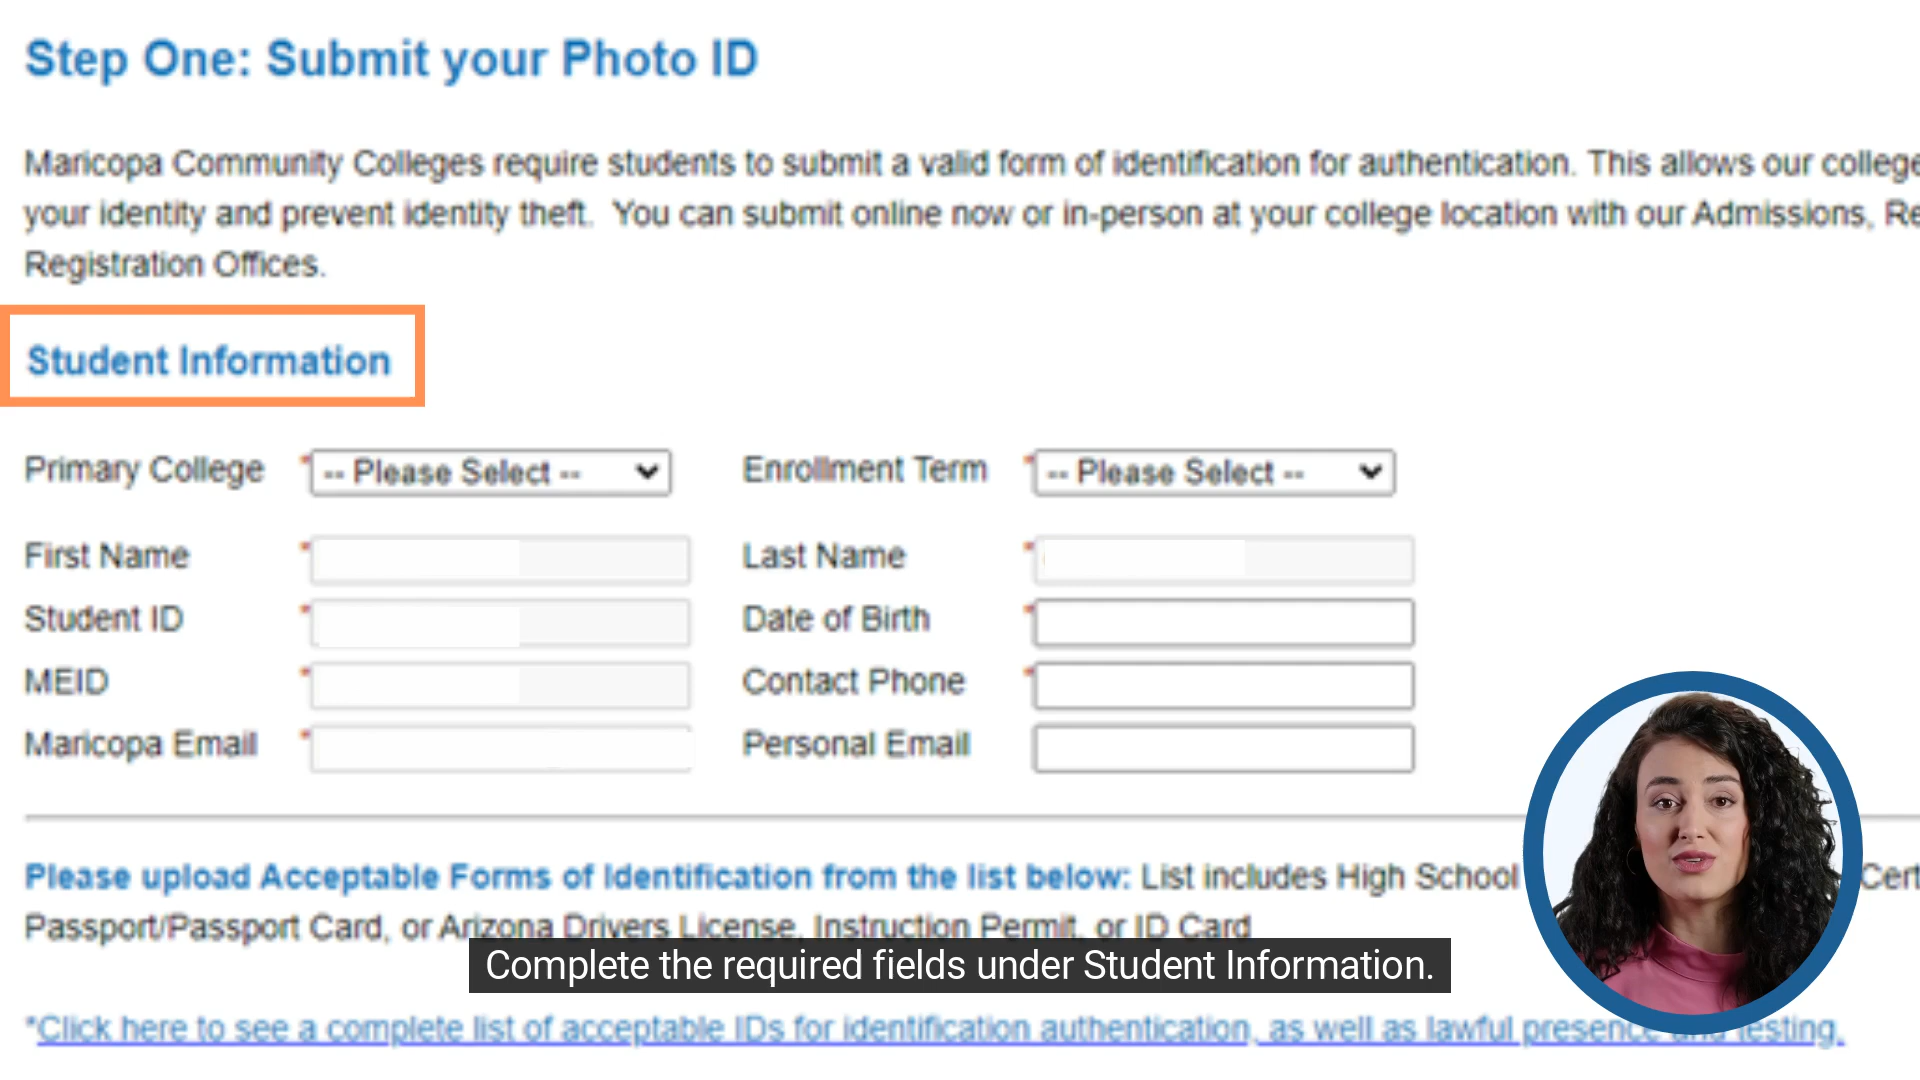 Step One: Submit your Photo ID
Maricopa Community Colleges require students to submit a valid form of identification for authentication. This allows our college
your identity and prevent identity theft. You can submit online now or in-person at your college location with our Admissions, Re
Registration Offices.
Student Information
Primary College * -- Please Select -- Enrollment Term * -- Please Select --
First Name * Last Name *
Student ID * Date of Birth *
MEID * Contact Phone *
Maricopa Email * Personal Email
Please upload Acceptable Forms of Identification from the list below: List includes High School Cert
Passport/Passport Card, or Arizona Drivers License, Instruction Permit, or ID Card
Complete the required fields under Student Information.
*Click here to see a complete list of acceptable IDs for identification authentication, as well as lawful presence and testing.